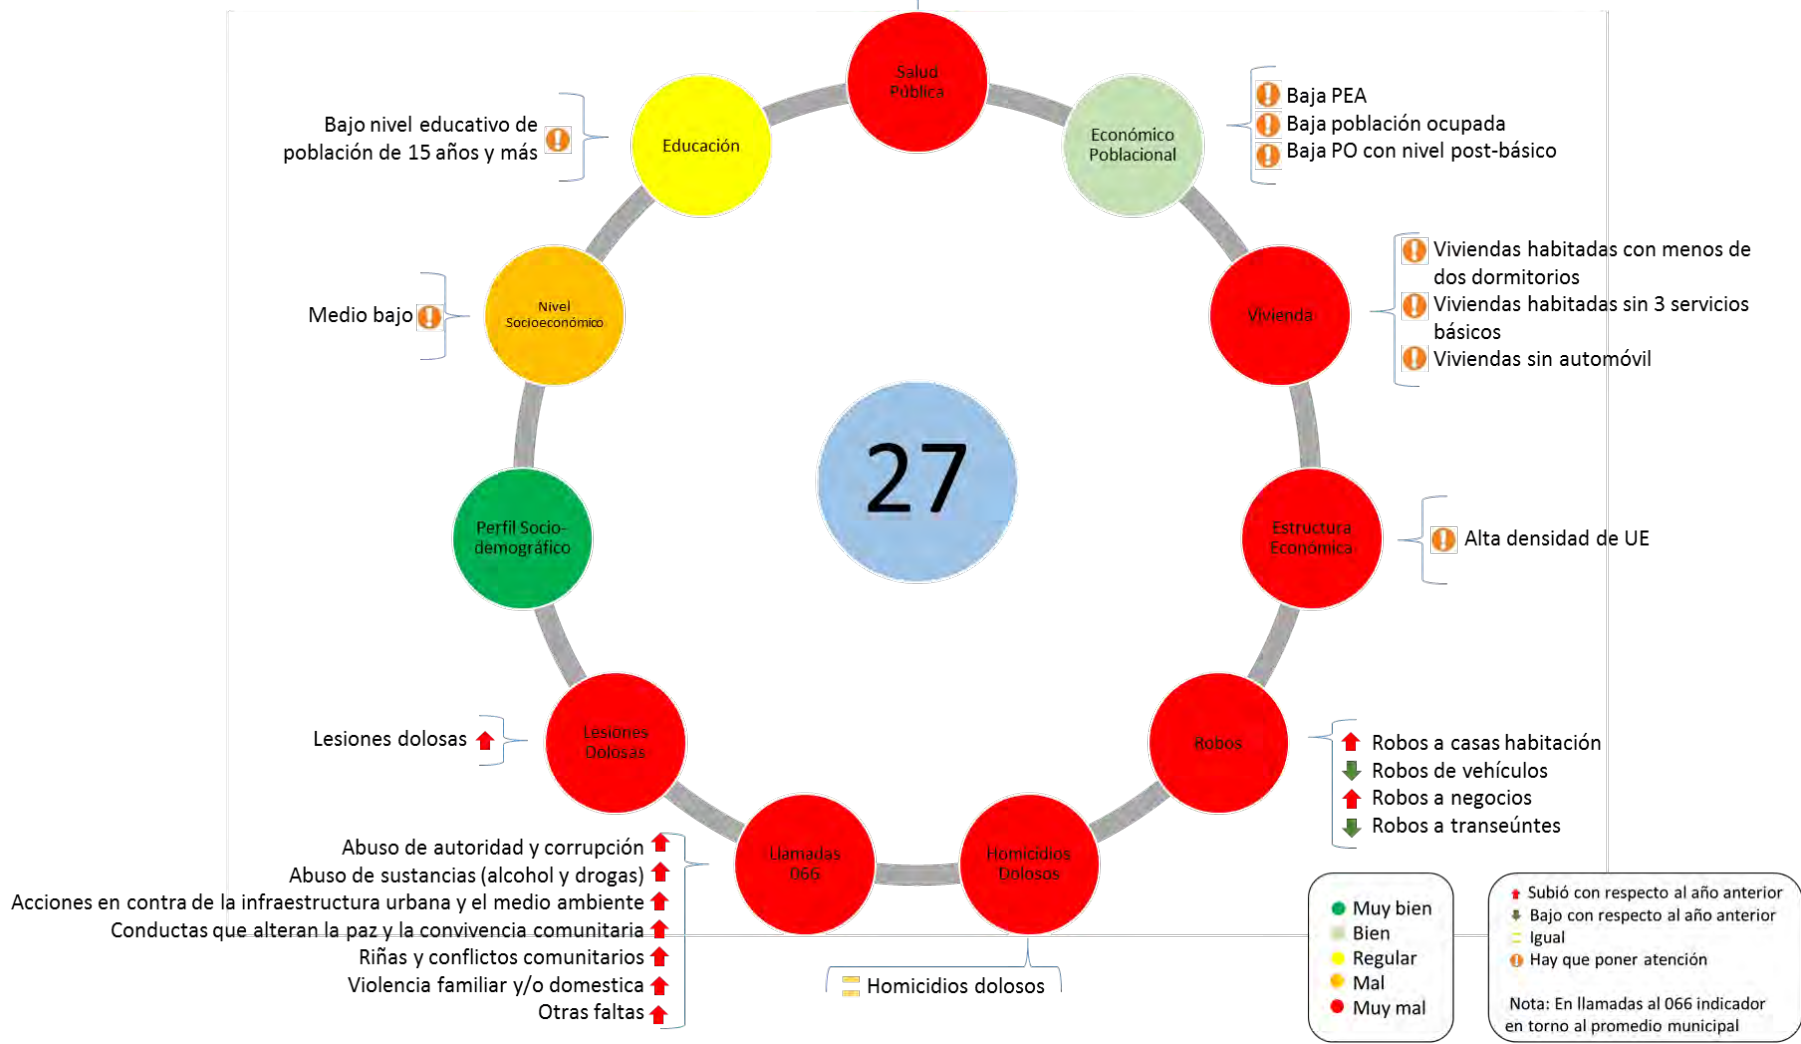 Salud
Pública
Económico
Poblacional
Baja PEA
Baja población ocupada
Baja PO con nivel post-básico
Bajo nivel educativo de
población de 15 años y más
Educación
Viviendas habitadas con menos de
dos dormitorios
Viviendas habitadas sin 3 servicios
básicos
Viviendas sin automóvil
Vivienda
Medio bajo
Nivel
Socioeconómico
27
Perfil Socio-
demográfico
Estructura
Económica
Alta densidad de UE
Lesiones dolosas
Lesiones
Dolosas
Robos
Robos a casas habitación
Robos de vehículos
Robos a negocios
Robos a transeúntes
Abuso de autoridad y corrupción
Abuso de sustancias (alcohol y drogas)
Acciones en contra de la infraestructura urbana y el medio ambiente
Conductas que alteran la paz y la convivencia comunitaria
Riñas y conflictos comunitarios
Violencia familiar y/o domestica
Otras faltas
Llamadas
066
Homicidios
Dolosos
Homicidios dolosos
Muy bien
Bien
Regular
Mal
Muy mal
Subió con respecto al año anterior
Bajo con respecto al año anterior
Igual
Hay que poner atención
Nota: En llamadas al 066 indicador
en torno al promedio municipal